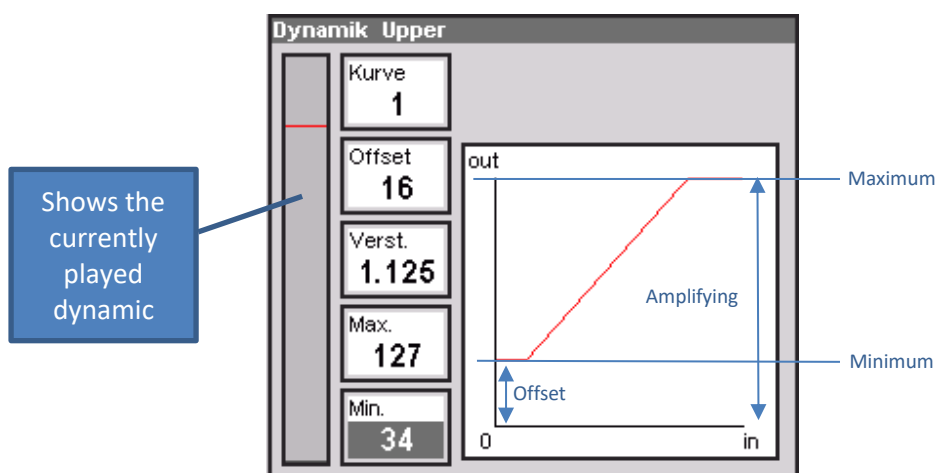 Dynamik Upper
Kurve
1
Offset
16
Verst.
1.125
Max.
127
Min.
34
Shows the
currently
played
dynamic
out
Maximum
Amplifying
Minimum
Offset
0
in